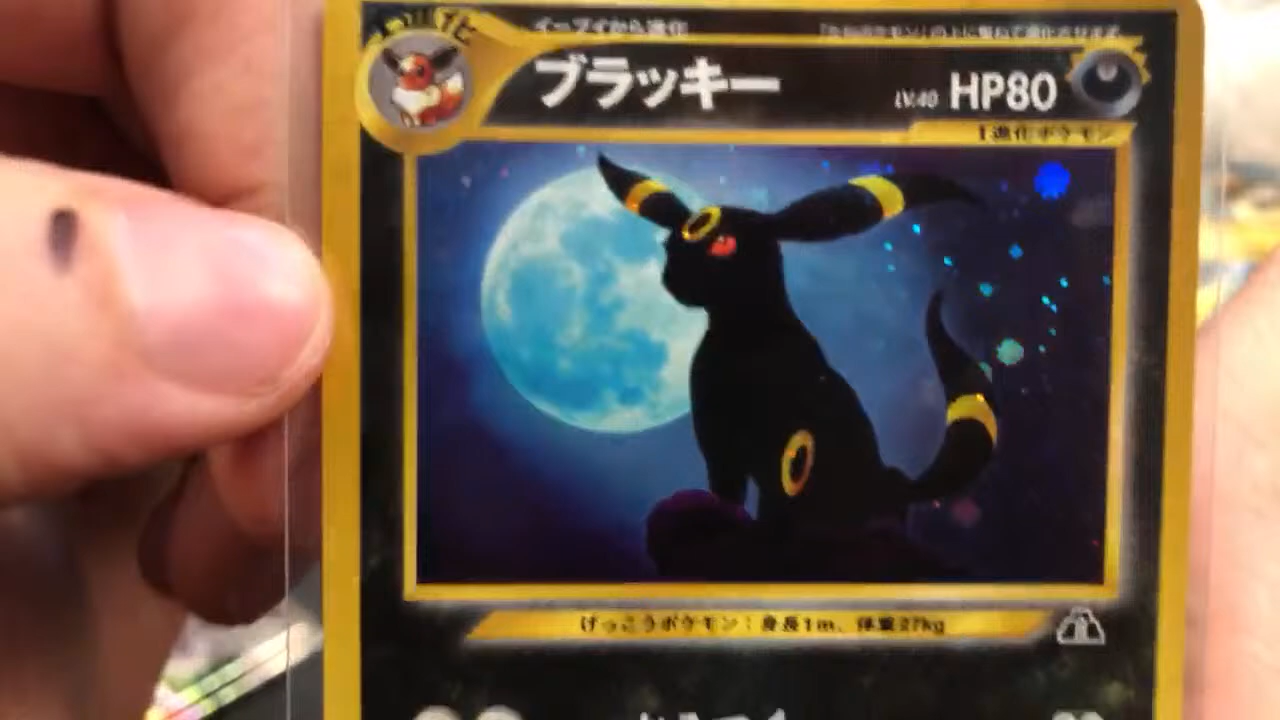 イーブイから進化
ブラッキー
LV.40 HP80
1進化ポケモン
げっこうポケモン：身長1m、体重27kg